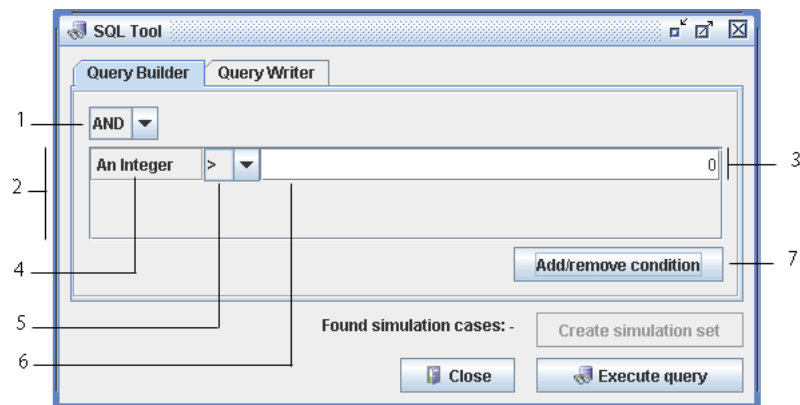 SQL Tool
Query Builder Query Writer
1
AND
An Integer > 0
3
2
4
Add/remove condition
7
5
Found simulation cases: - Create simulation set
6
Close Execute query